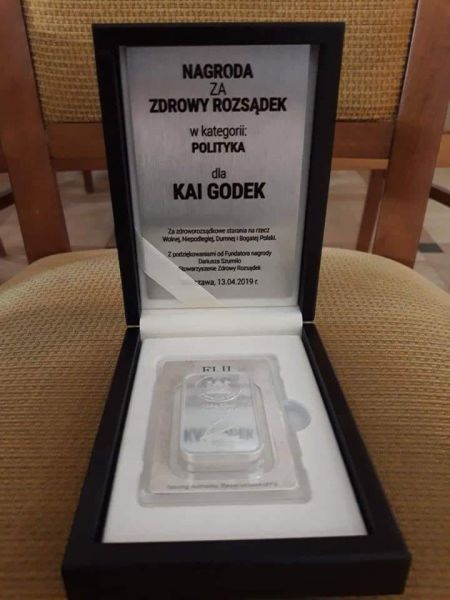 NAGRODA
ZA
ZDROWY ROZSĄDEK
w kategorii:
POLITYKA
dla
KAI GODEK
Za zdroworozsądkowe starania na rzecz
Wolnej, Niepodległej, Dumnej i Bogatej Polski.
Z podziękowaniami od Fundatora nagrody
Dariusza Szumiło
Stowarzyszenie Zdrowy Rozsądek
13.04.2019 r.
FIJI